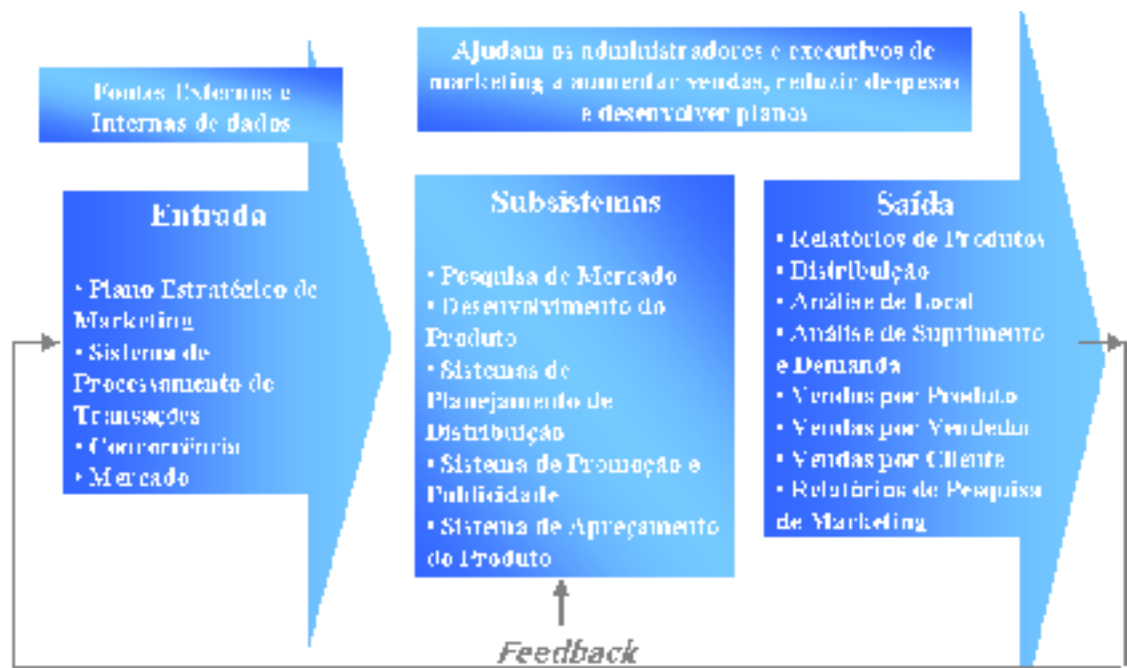 Fontes Externos e
Internas de dados
Ajudam os administradores e executivos de
marketing a aumentar vendas, reduzir despesas
e desenvolver planos
Entrada
• Plano Estratégico de
Marketing
• Sistema de
Processamento de
Transações
• Concorrência
• Mercado
Subsistemas
• Pesquisa de Mercado
• Desenvolvimento do
Produto
• Sistemas de
Planejamento de
Distribuição
• Sistema de Promoção e
Publicidade
• Sistema de Apreçamento
do Produto
Saída
• Relatórios de Produtos
• Distribuição
• Análise de Local
• Análise de Suprimento
e Demanda
• Vendas por Produto
• Vendas por Vendedor
• Vendas por Cliente
• Relatórios de Pesquisa
de Marketing
Feedback